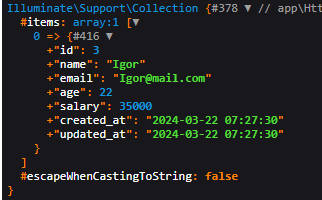 Illuminate\Support\Collection {#378 ▼ // app\Htt
#items: array:1 [▼
0 => {#416 ▼
+"id": 3
+"name": "Igor"
+"email": "Igor@mail.com"
+"age": 22
+"salary": 35000
+"created_at": "2024-03-22 07:27:30"
+"updated_at": "2024-03-22 07:27:30"
}
]
#escapeWhenCastingToString: false
}